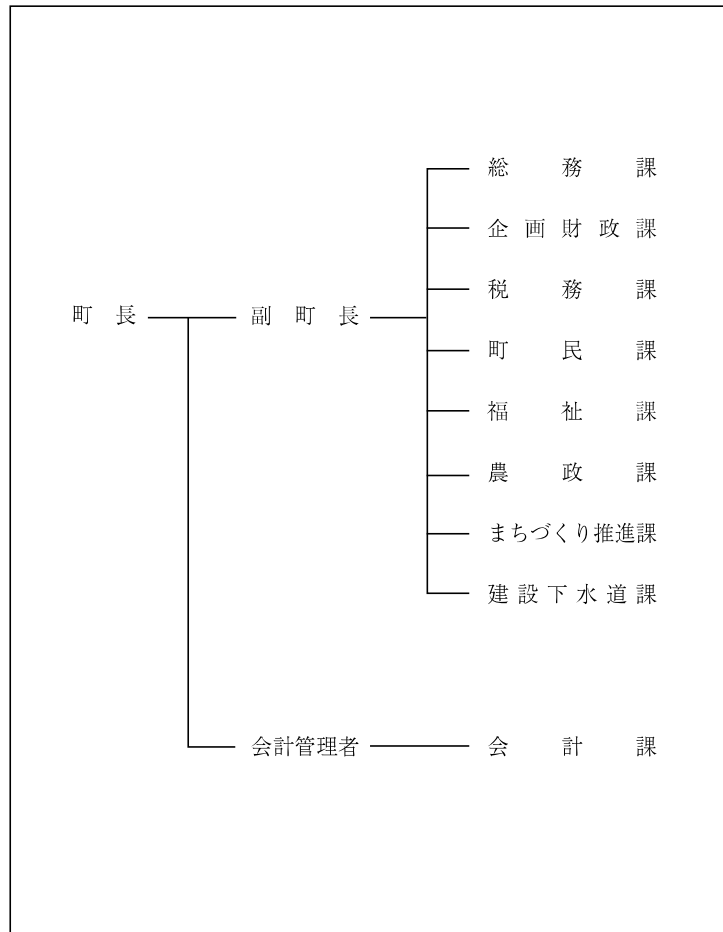 総務課
企画財政課
税務課
町長 副町長
町民課
福祉課
農政課
まちづくり推進課
建設下水道課
会計管理者 会計課